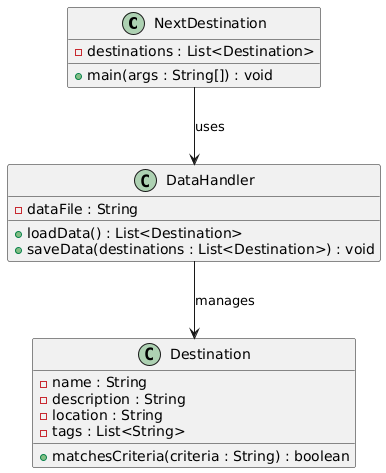 C NextDestination
destinations : List<Destination>
main(args : String[]) : void
uses
C DataHandler
dataFile : String
loadData() : List<Destination>
saveData(destinations : List<Destination>) : void
manages
C Destination
name : String
description : String
location : String
tags : List<String>
matchesCriteria(criteria : String) : boolean